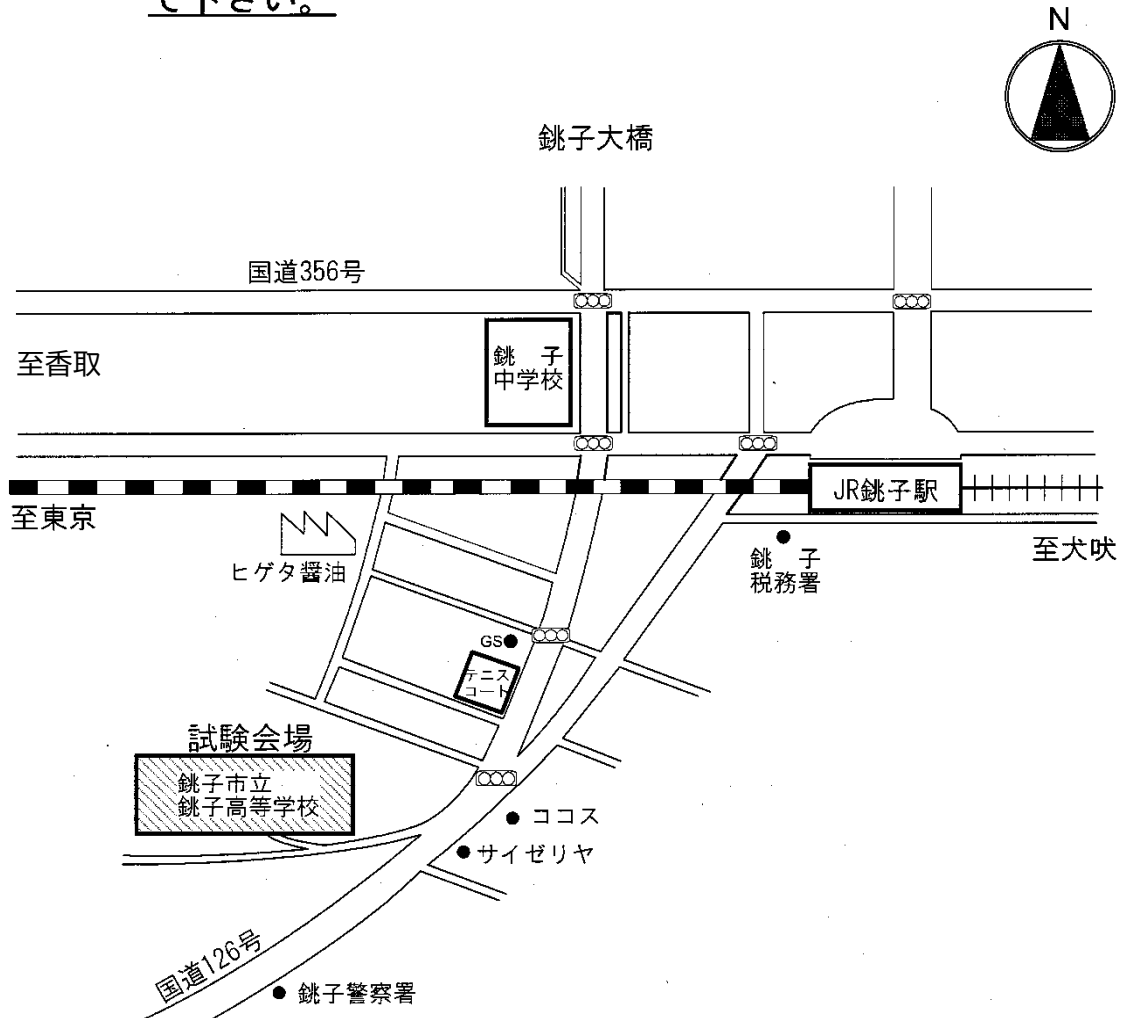 て下さい。
N
銚子大橋
国道356号
至香取
銚　子
中学校
至東京
JR銚子駅
至犬吠
ヒゲタ醤油
銚　子
税務署
GS
テニス
コート
試験会場
銚子市立
銚子高等学校
ココス
サイゼリヤ
国道126号
銚子警察署